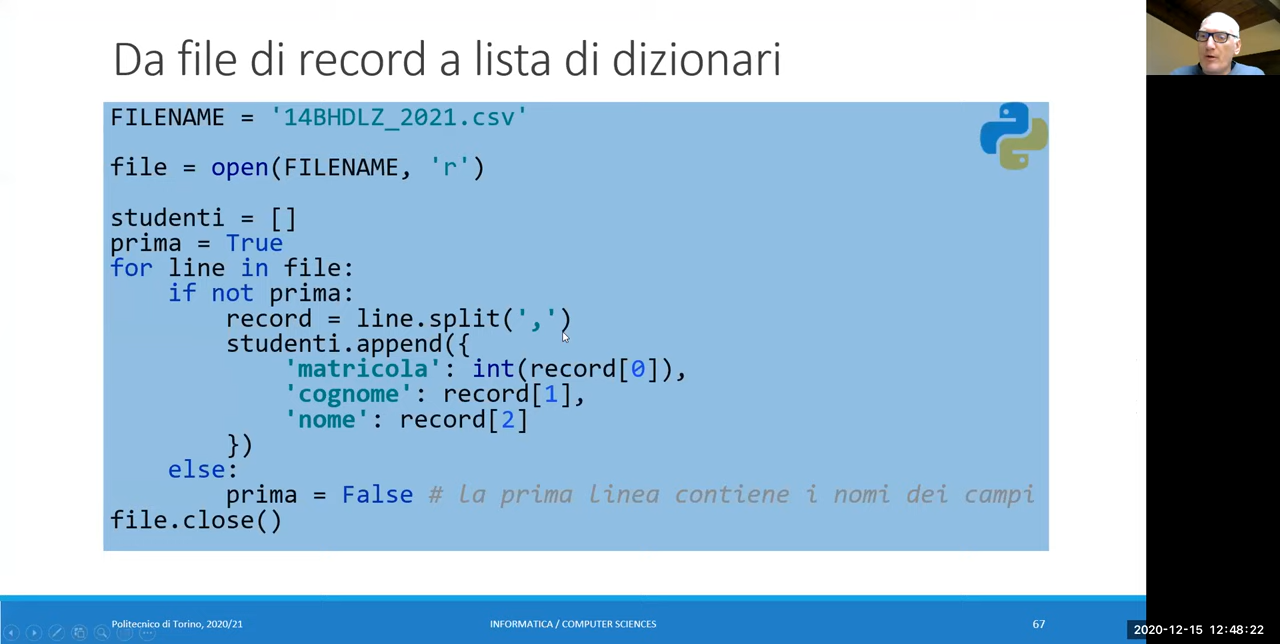 Da file di record a lista di dizionari
FILENAME = '14BHDLZ_2021.csv'
file = open(FILENAME, 'r')
studenti = []
prima = True
for line in file:
    if not prima:
        record = line.split(',')
        studenti.append({
            'matricola': int(record[0]),
            'cognome': record[1],
            'nome': record[2]
        })
    else:
        prima = False # la prima linea contiene i nomi dei campi
file.close()
Politecnico di Torino, 2020/21
INFORMATICA / COMPUTER SCIENCES
67
2020-12-15 12:48:22